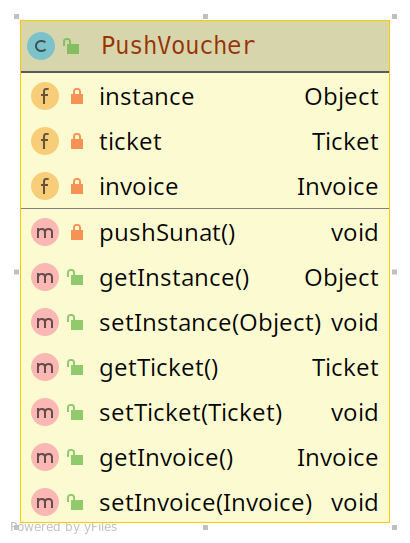 C PushVoucher
f instance Object
f ticket Ticket
f invoice Invoice
m pushSunat() void
m getInstance() Object
m setInstance(Object) void
m getTicket() Ticket
m setTicket(Ticket) void
m getInvoice() Invoice
m setInvoice(Invoice) void
Powered by yFiles